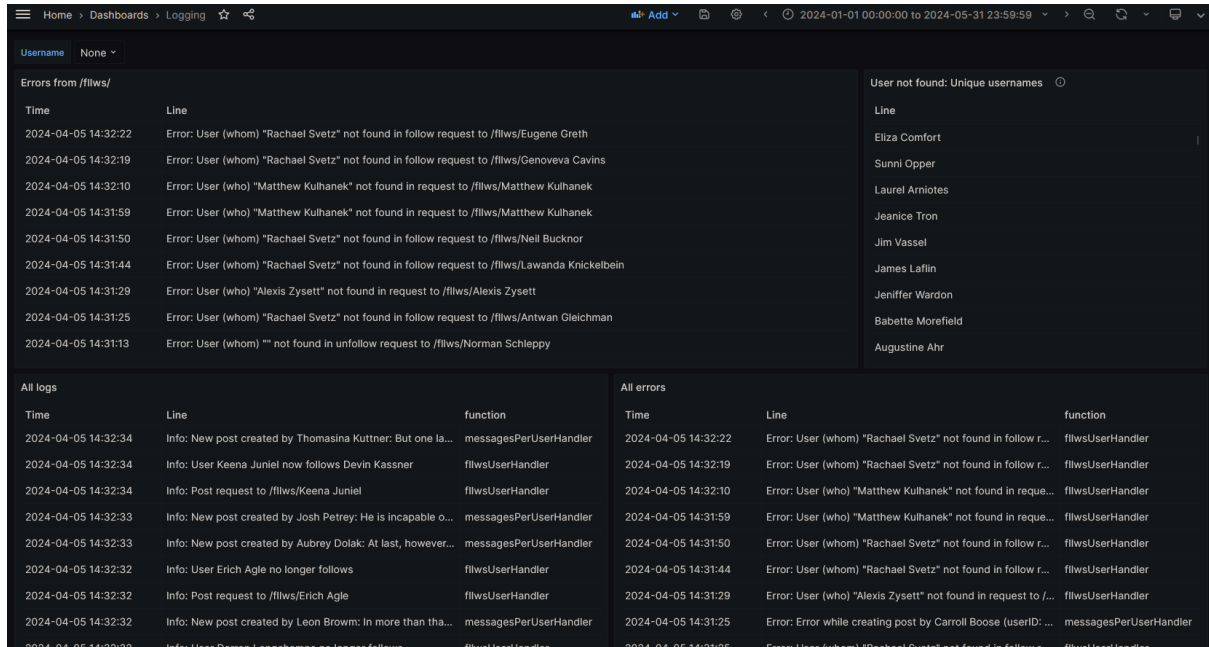 Home › Dashboards › Logging
Add
2024-01-01 00:00:00 to 2024-05-31 23:59:59
Username None
Errors from /fllws/
Time Line
2024-04-05 14:32:22 Error: User (whom) "Rachael Svetz" not found in follow request to /fllws/Eugene Greth
2024-04-05 14:32:19 Error: User (whom) "Rachael Svetz" not found in follow request to /fllws/Genoveva Cavins
2024-04-05 14:32:10 Error: User (who) "Matthew Kulhanek" not found in request to /fllws/Matthew Kulhanek
2024-04-05 14:31:59 Error: User (who) "Matthew Kulhanek" not found in request to /fllws/Matthew Kulhanek
2024-04-05 14:31:50 Error: User (whom) "Rachael Svetz" not found in follow request to /fllws/Neil Bucknor
2024-04-05 14:31:44 Error: User (whom) "Rachael Svetz" not found in follow request to /fllws/Lawanda Knickelbein
2024-04-05 14:31:29 Error: User (who) "Alexis Zysett" not found in request to /fllws/Alexis Zysett
2024-04-05 14:31:25 Error: User (whom) "Rachael Svetz" not found in follow request to /fllws/Antwan Gleichman
2024-04-05 14:31:13 Error: User (whom) "" not found in unfollow request to /fllws/Norman Schleppy
User not found: Unique usernames
Line
Eliza Comfort
Sunni Opper
Laurel Arniotes
Jeanice Tron
Jim Vassel
James Laflin
Jeniffer Wardon
Babette Morefield
Augustine Ahr
All logs
Time Line function
2024-04-05 14:32:34 Info: New post created by Thomasina Kuttner: But one la... messagesPerUserHandler
2024-04-05 14:32:34 Info: User Keena Juniel now follows Devin Kassner fllwsUserHandler
2024-04-05 14:32:34 Info: Post request to /fllws/Keena Juniel fllwsUserHandler
2024-04-05 14:32:33 Info: New post created by Josh Petrey: He is incapable o... messagesPerUserHandler
2024-04-05 14:32:33 Info: New post created by Aubrey Dolak: At last, however... messagesPerUserHandler
2024-04-05 14:32:32 Info: User Erich Agle no longer follows fllwsUserHandler
2024-04-05 14:32:32 Info: Post request to /fllws/Erich Agle fllwsUserHandler
2024-04-05 14:32:32 Info: New post created by Leon Browm: In more than tha... messagesPerUserHandler
All errors
Time Line function
2024-04-05 14:32:22 Error: User (whom) "Rachael Svetz" not found in follow r... fllwsUserHandler
2024-04-05 14:32:19 Error: User (whom) "Rachael Svetz" not found in follow r... fllwsUserHandler
2024-04-05 14:32:10 Error: User (who) "Matthew Kulhanek" not found in reque... fllwsUserHandler
2024-04-05 14:31:59 Error: User (who) "Matthew Kulhanek" not found in reque... fllwsUserHandler
2024-04-05 14:31:50 Error: User (whom) "Rachael Svetz" not found in follow r... fllwsUserHandler
2024-04-05 14:31:44 Error: User (whom) "Rachael Svetz" not found in follow r... fllwsUserHandler
2024-04-05 14:31:29 Error: User (who) "Alexis Zysett" not found in request to /... fllwsUserHandler
2024-04-05 14:31:25 Error: Error while creating post by Carroll Boose (userID: ... messagesPerUserHandler